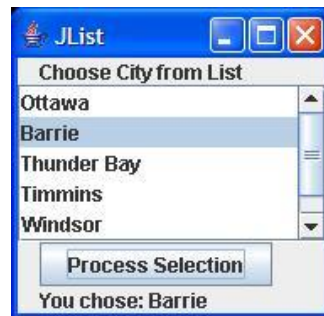 JList
Choose City from List
Ottawa
Barrie
Thunder Bay
Timmins
Windsor
Process Selection
You chose: Barrie